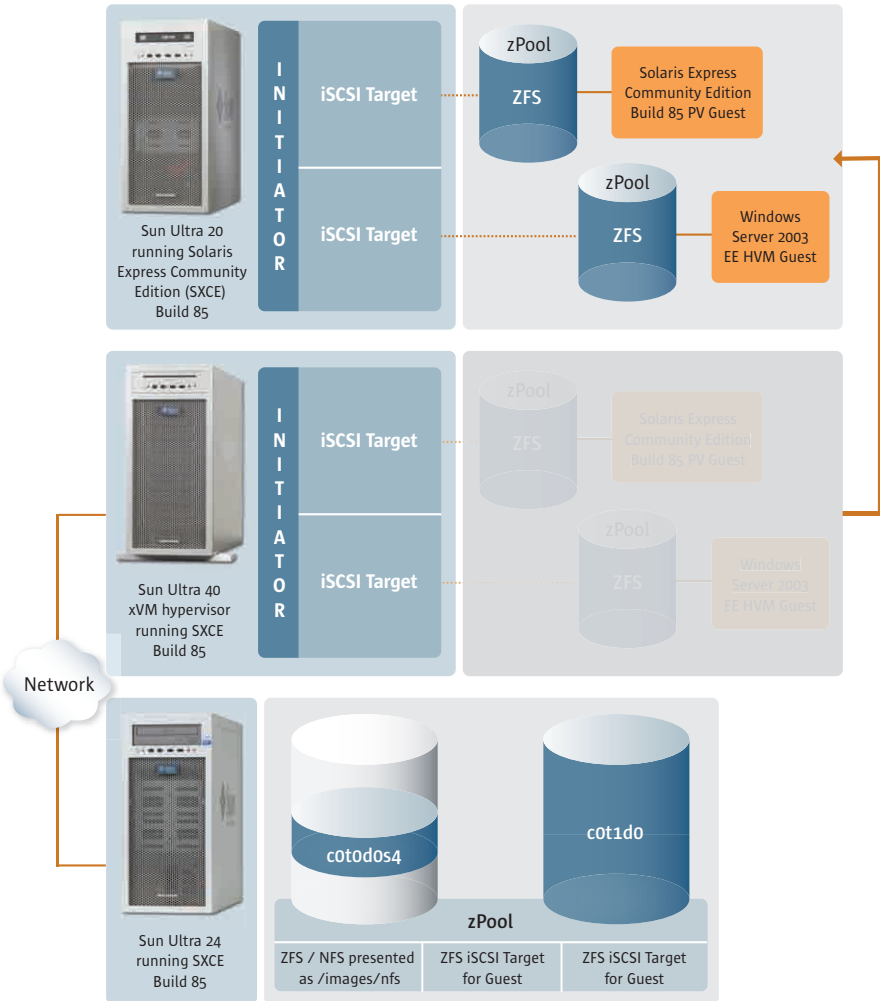 INITIATOR
iSCSI Target
iSCSI Target
Sun Ultra 20
running Solaris
Express Community
Edition (SXCE)
Build 85
zPool
ZFS
Solaris Express
Community Edition
Build 85 PV Guest
zPool
ZFS
Windows
Server 2003
EE HVM Guest
INITIATOR
iSCSI Target
iSCSI Target
Sun Ultra 40
xVM hypervisor
running SXCE
Build 85
zPool
ZFS
Solaris Express
Community Edition
Build 85 PV Guest
zPool
ZFS
Windows
Server 2003
EE HVM Guest
Network
Sun Ultra 24
running SXCE
Build 85
c0t0d0s4
c0t1d0
zPool
ZFS / NFS presented
as /images/nfs
ZFS iSCSI Target
for Guest
ZFS iSCSI Target
for Guest